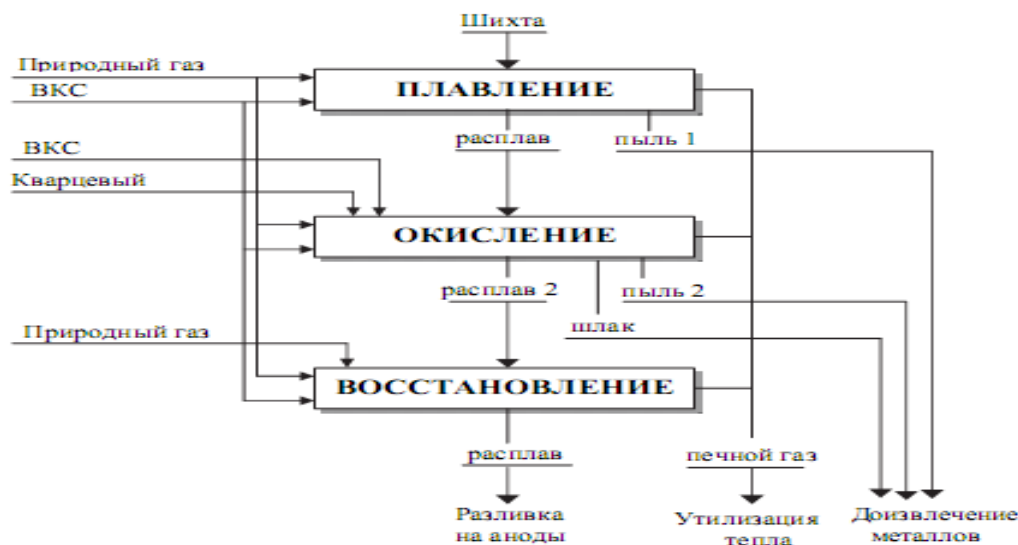 Шихта
Природный газ
ВКС
ПЛАВЛЕНИЕ
расплав
пыль 1
ВКС
Кварцевый
ОКИСЛЕНИЕ
расплав 2
пыль 2
шлак
Природный газ
ВОССТАНОВЛЕНИЕ
расплав
печной газ
Разливка
на аноды
Утилизация
тепла
Доизвлечение
металлов